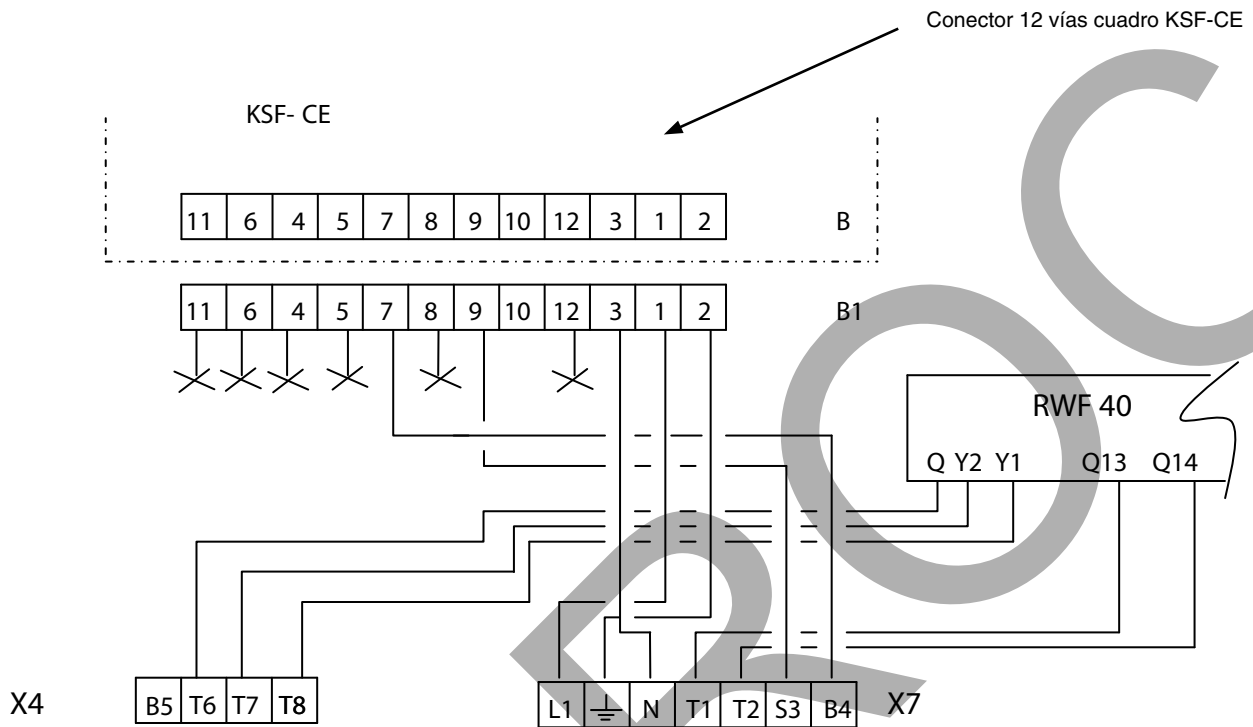 Conector 12 vías cuadro KSF-CE
KSF- CE
11 6 4 5 7 8 9 10 12 3 1 2 B
11 6 4 5 7 8 9 10 12 3 1 2 B1
RWF 40
Q Y2 Y1 Q13 Q14
X4 B5 T6 T7 T8 L1 N T1 T2 S3 B4 X7
ROC